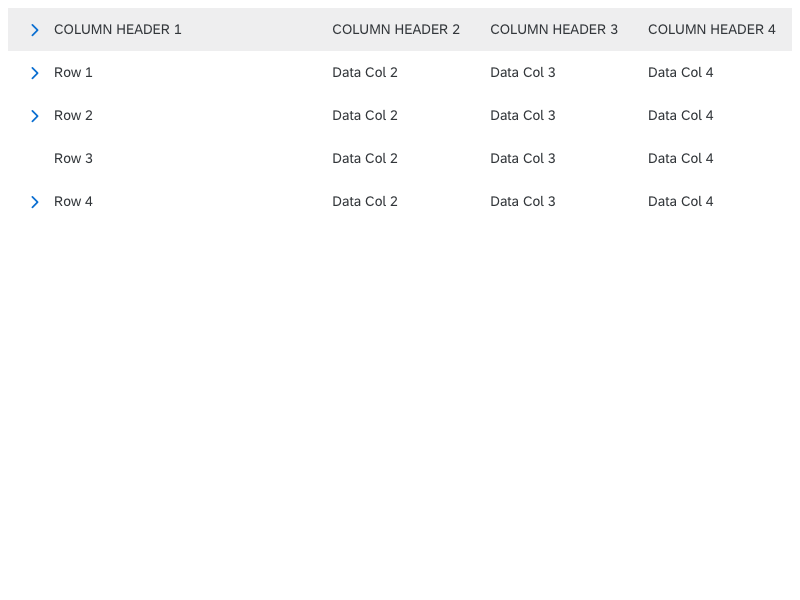 COLUMN HEADER 1 COLUMN HEADER 2 COLUMN HEADER 3 COLUMN HEADER 4
Row 1 Data Col 2 Data Col 3 Data Col 4
Row 2 Data Col 2 Data Col 3 Data Col 4
Row 3 Data Col 2 Data Col 3 Data Col 4
Row 4 Data Col 2 Data Col 3 Data Col 4